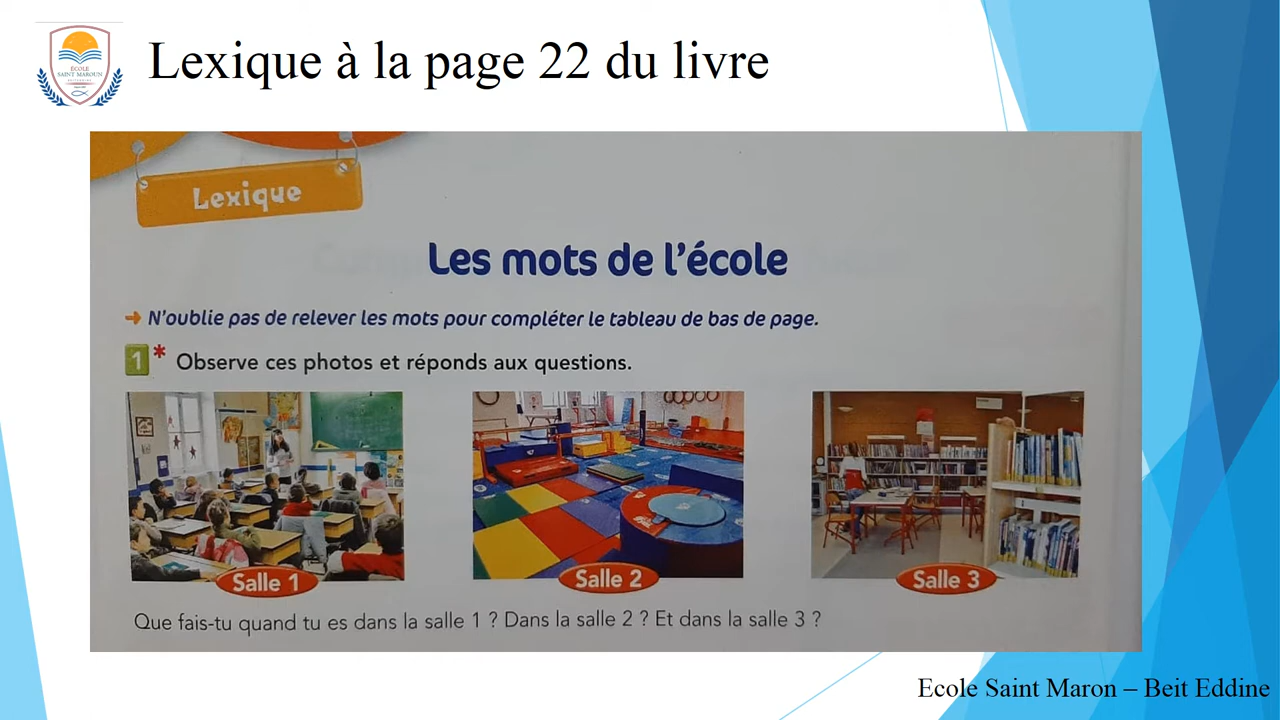 Lexique à la page 22 du livre
ÉCOLE
SAINT MAROUN
Lexique
Les mots de l'école
➔ N'oublie pas de relever les mots pour compléter le tableau de bas de page.
1* Observe ces photos et réponds aux questions.
Salle 1
Salle 2
Salle 3
Que fais-tu quand tu es dans la salle 1 ? Dans la salle 2 ? Et dans la salle 3 ?
Ecole Saint Maron – Beit Eddine